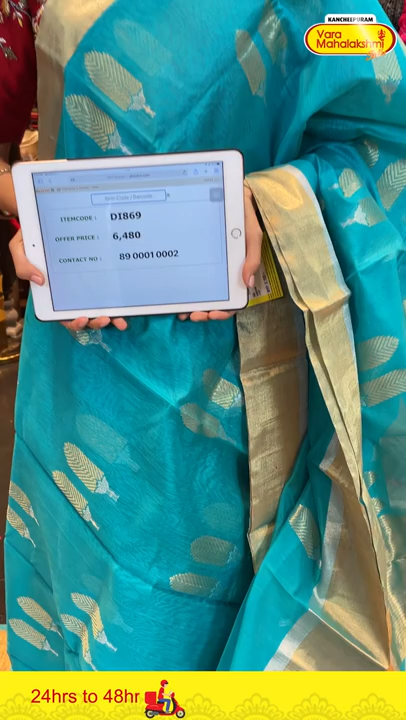 KANCHEEPURAM
Vara
Mahalakshmi
Item Code / Barcode
ITEMCODE : DI869
OFFER PRICE : 6,480
CONTACT NO : 89 0001 0002
24hrs to 48hr